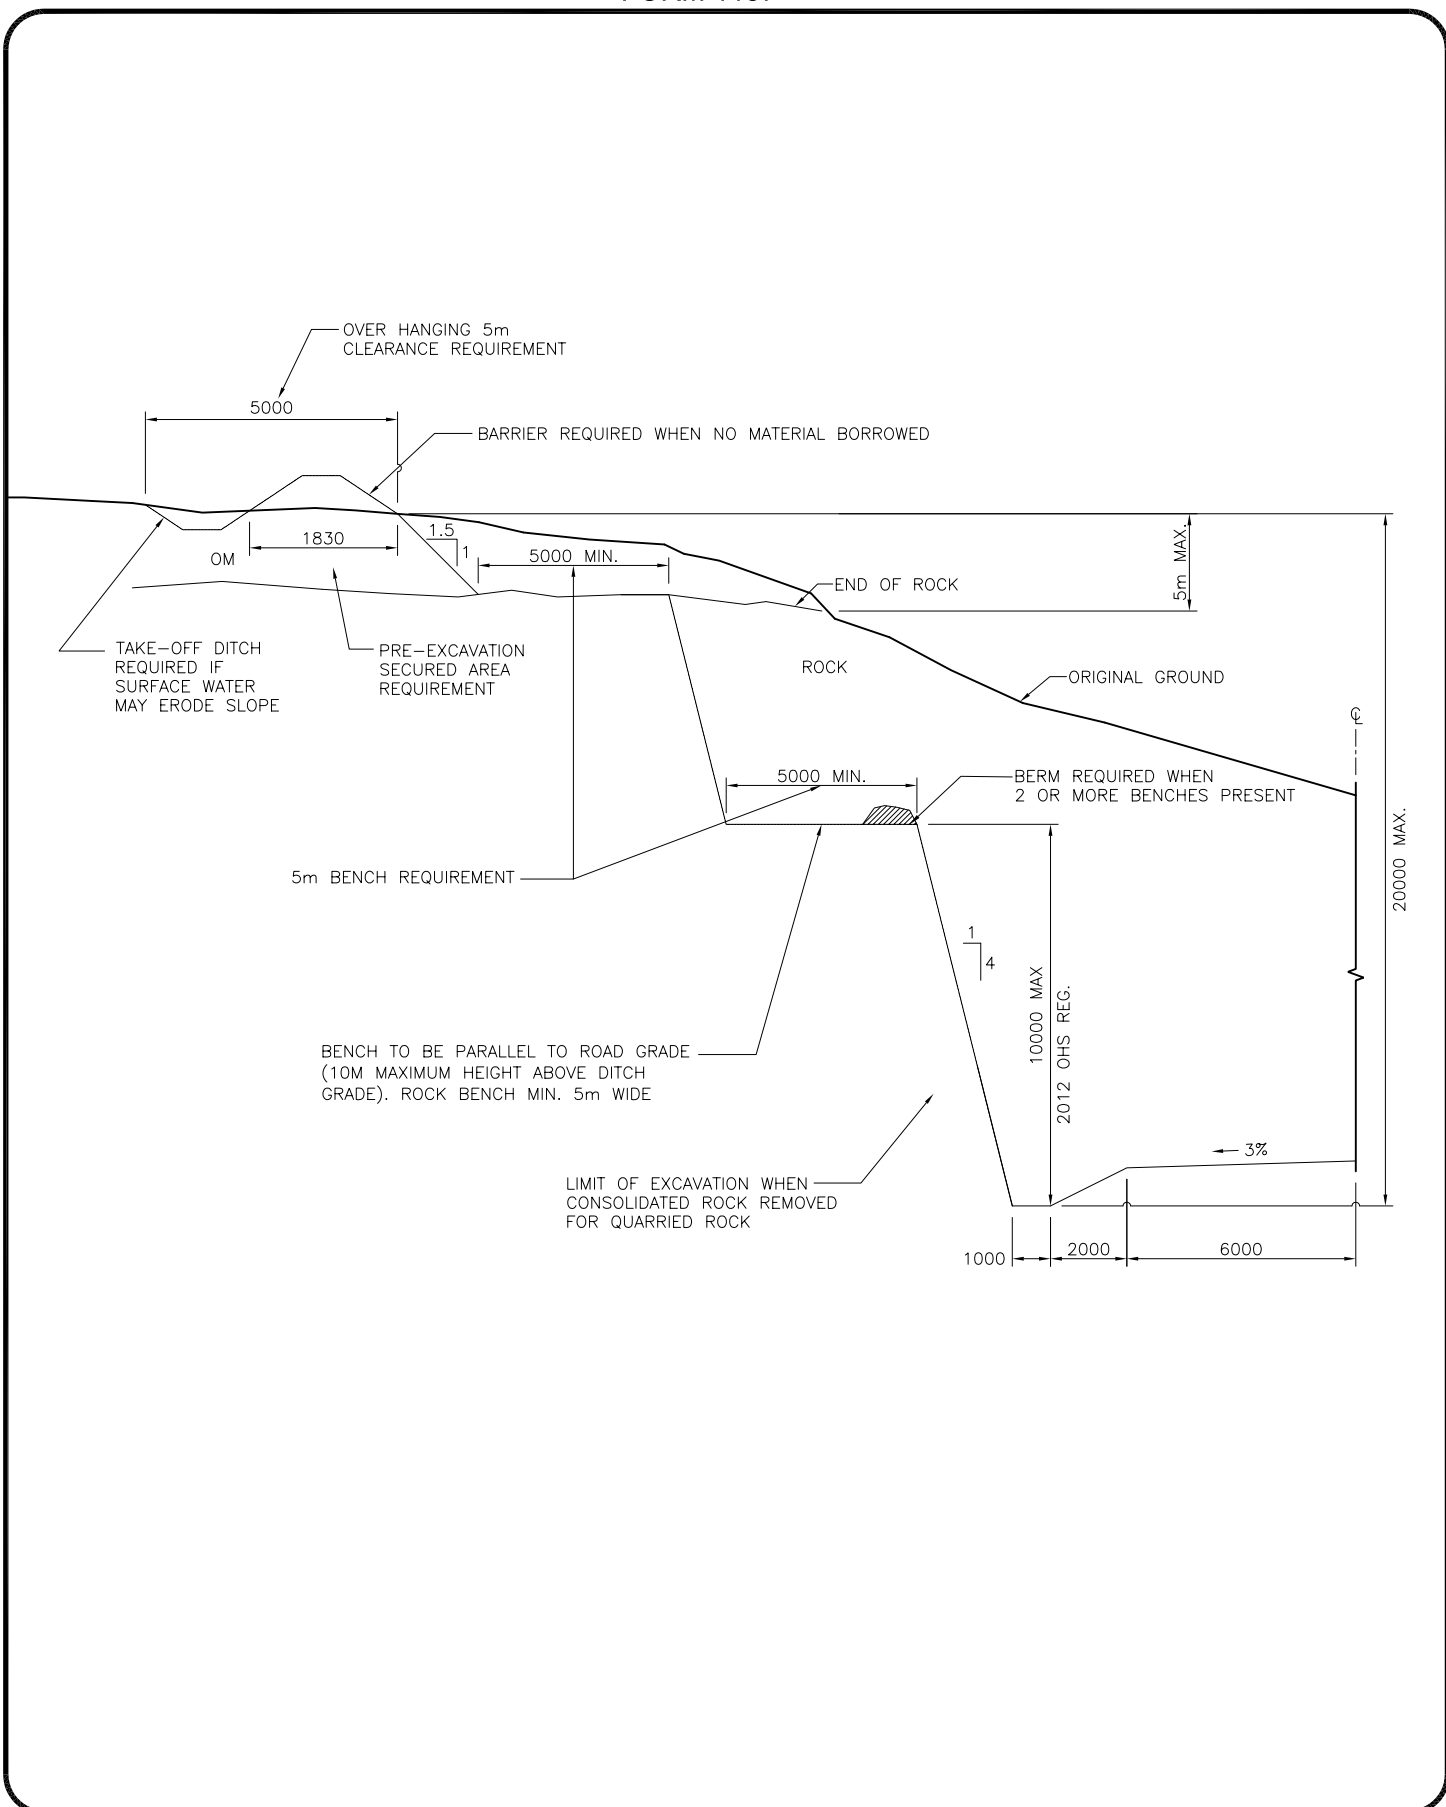 OVER HANGING 5m
CLEARANCE REQUIREMENT
5000
BARRIER REQUIRED WHEN NO MATERIAL BORROWED
1830
OM
1.5
1
5000 MIN.
5m MAX.
END OF ROCK
TAKE-OFF DITCH
REQUIRED IF
SURFACE WATER
MAY ERODE SLOPE
PRE-EXCAVATION
SECURED AREA
REQUIREMENT
ROCK
ORIGINAL GROUND
℄
5000 MIN.
BERM REQUIRED WHEN
2 OR MORE BENCHES PRESENT
20000 MAX.
5m BENCH REQUIREMENT
1
4
10000 MAX
2012 OHS REG.
BENCH TO BE PARALLEL TO ROAD GRADE
(10M MAXIMUM HEIGHT ABOVE DITCH
GRADE). ROCK BENCH MIN. 5m WIDE
3%
LIMIT OF EXCAVATION WHEN
CONSOLIDATED ROCK REMOVED
FOR QUARRIED ROCK
1000
2000
6000